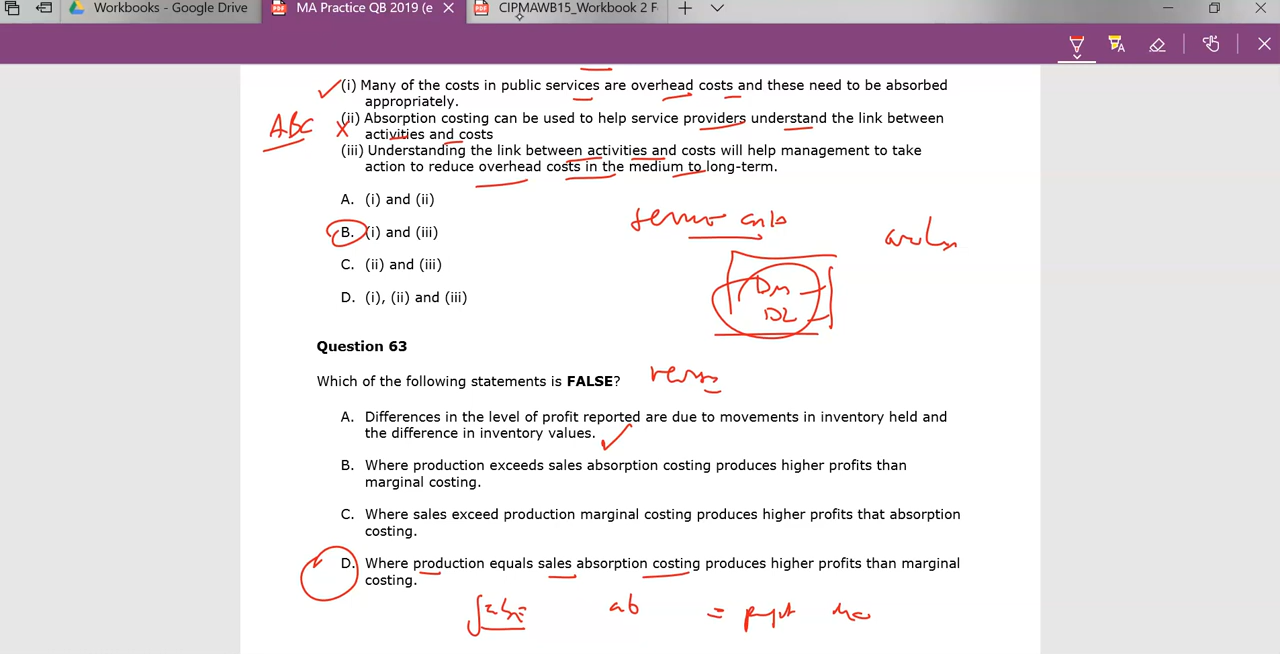 Workbooks - Google Drive
MA Practice QB 2019 (e
CIPMAWB15_Workbook 2 F
(i) Many of the costs in public services are overhead costs and these need to be absorbed
appropriately.
ABC
(ii) Absorption costing can be used to help service providers understand the link between
activities and costs
(iii) Understanding the link between activities and costs will help management to take
action to reduce overhead costs in the medium to long-term.
A. (i) and (ii)
B. (i) and (iii)
C. (ii) and (iii)
D. (i), (ii) and (iii)
DM
DL
Question 63
Which of the following statements is FALSE?
A. Differences in the level of profit reported are due to movements in inventory held and
the difference in inventory values.
B. Where production exceeds sales absorption costing produces higher profits than
marginal costing.
C. Where sales exceed production marginal costing produces higher profits that absorption
costing.
D. Where production equals sales absorption costing produces higher profits than marginal
costing.
ab =